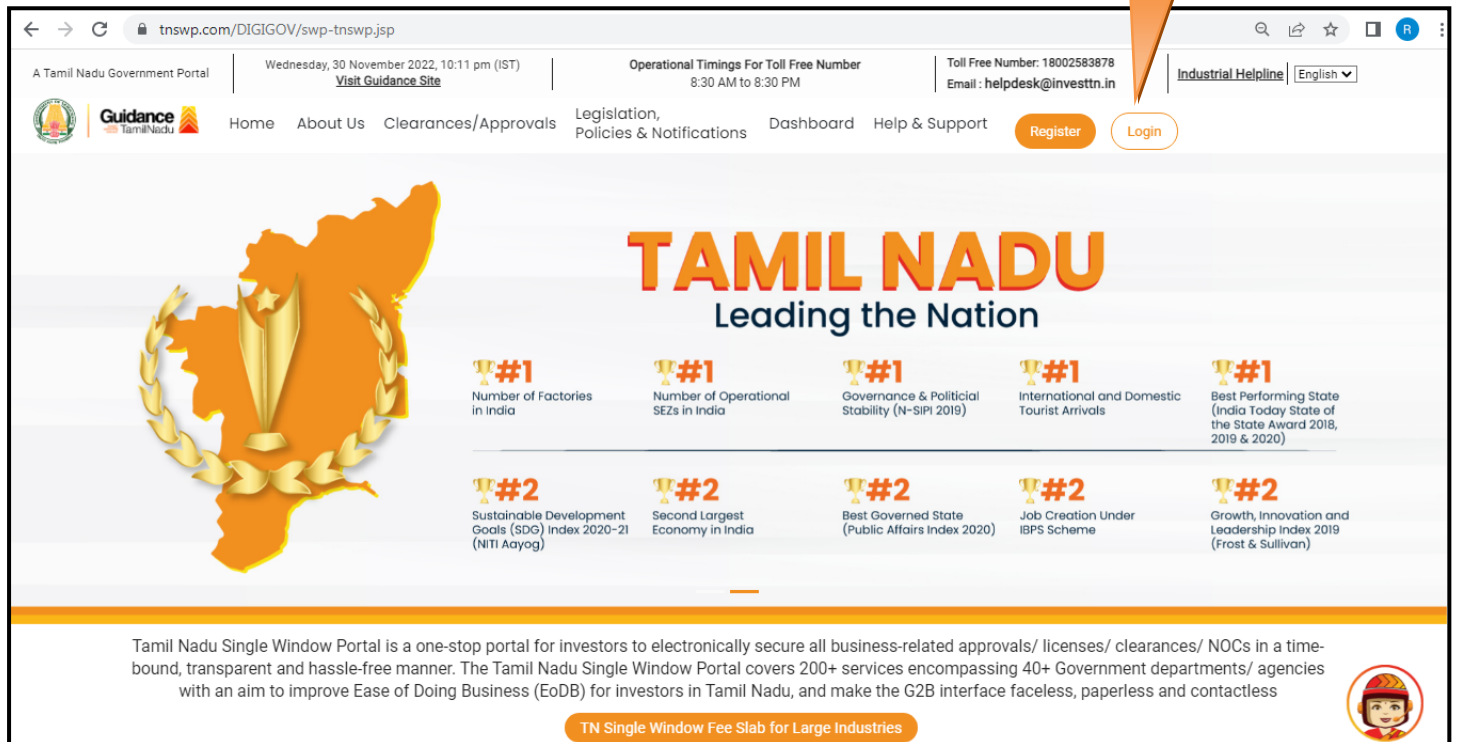 tnswp.com/DIGIGOV/swp-tnswp.jsp
R
A Tamil Nadu Government Portal
Wednesday, 30 November 2022, 10:11 pm (IST)
Visit Guidance Site
Operational Timings For Toll Free Number
8:30 AM to 8:30 PM
Toll Free Number: 18002583878
Email : helpdesk@investtn.in
Industrial Helpline
English
Guidance
TamilNadu
Home
About Us
Clearances/Approvals
Legislation,
Policies & Notifications
Dashboard
Help & Support
Register
Login
TAMIL NADU
Leading the Nation
#1
Number of Factories
in India
#1
Number of Operational
SEZs in India
#1
Governance & Politicial
Stability (N-SIPI 2019)
#1
International and Domestic
Tourist Arrivals
#1
Best Performing State
(India Today State of
the State Award 2018,
2019 & 2020)
#2
Sustainable Development
Goals (SDG) Index 2020-21
(NITI Aayog)
#2
Second Largest
Economy in India
#2
Best Governed State
(Public Affairs Index 2020)
#2
Job Creation Under
IBPS Scheme
#2
Growth, Innovation and
Leadership Index 2019
(Frost & Sullivan)
Tamil Nadu Single Window Portal is a one-stop portal for investors to electronically secure all business-related approvals/ licenses/ clearances/ NOCs in a time-
bound, transparent and hassle-free manner. The Tamil Nadu Single Window Portal covers 200+ services encompassing 40+ Government departments/ agencies
with an aim to improve Ease of Doing Business (EoDB) for investors in Tamil Nadu, and make the G2B interface faceless, paperless and contactless
TN Single Window Fee Slab for Large Industries